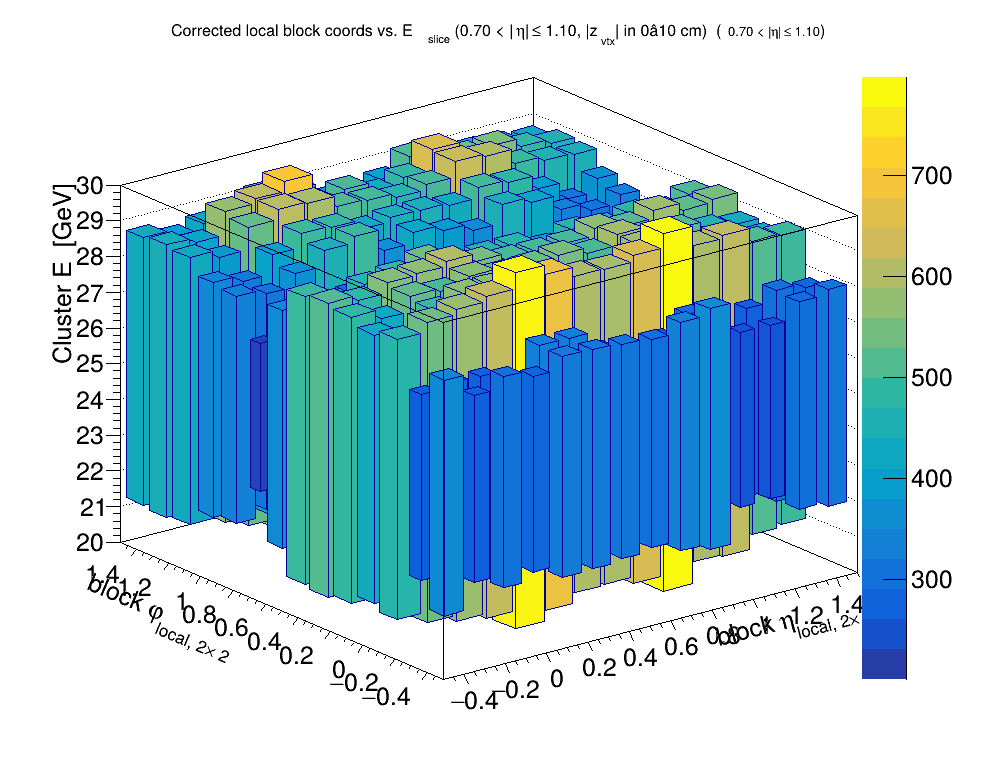 Corrected local block coords vs. E slice (0.70 < |η| ≤ 1.10, |z vtx| in 0â10 cm) ( 0.70 < |η| ≤ 1.10)
Cluster E [GeV]
30
29
28
27
26
25
24
23
22
21
20
700
600
500
400
300
1.4 1.2 1 0.8 0.6 0.4 0.2 0 −0.2 −0.4
block φ local, 2× 2
−0.4 −0.2 0 0.2 0.4 0.6 0.8 1 1.2 1.4
block η local, 2×